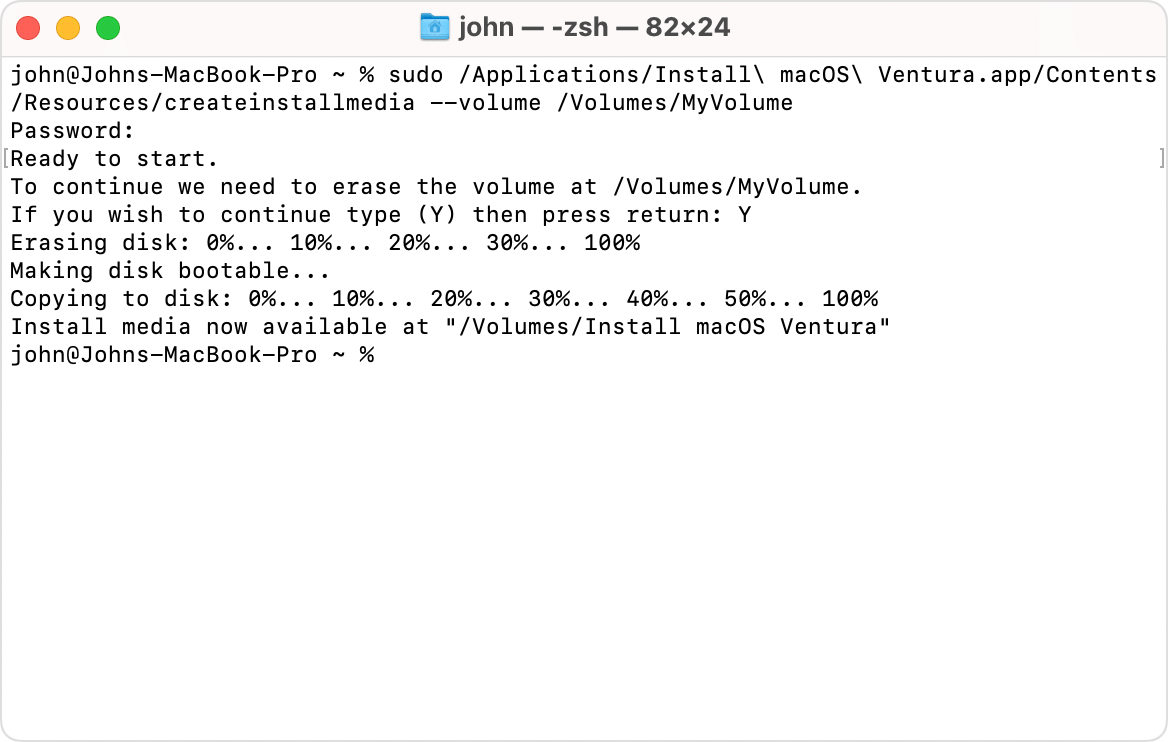 john — -zsh — 82×24
john@Johns-MacBook-Pro ~ % sudo /Applications/Install\ macOS\ Ventura.app/Contents
/Resources/createinstallmedia --volume /Volumes/MyVolume
Password:
[Ready to start. ]
To continue we need to erase the volume at /Volumes/MyVolume.
If you wish to continue type (Y) then press return: Y
Erasing disk: 0%... 10%... 20%... 30%... 100%
Making disk bootable...
Copying to disk: 0%... 10%... 20%... 30%... 40%... 50%... 100%
Install media now available at "/Volumes/Install macOS Ventura"
john@Johns-MacBook-Pro ~ %